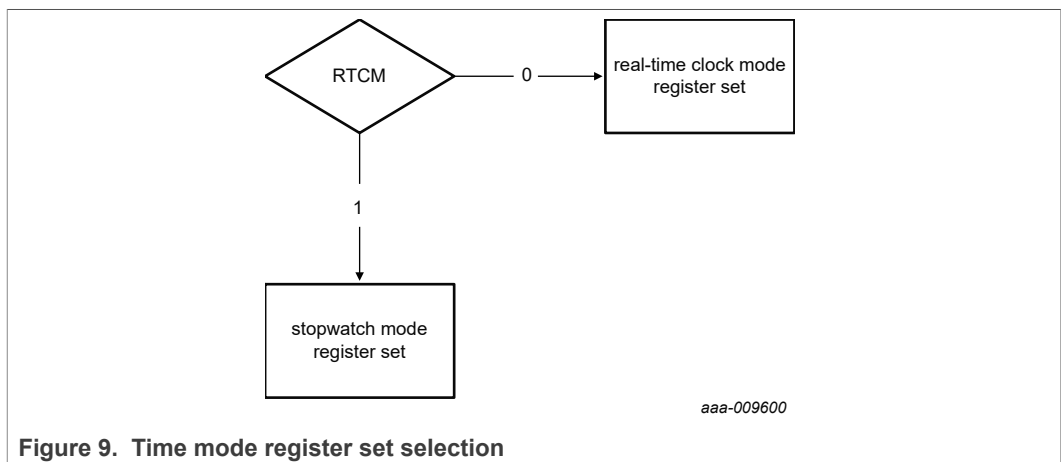 RTCM
0
real-time clock mode
register set
1
stopwatch mode
register set
aaa-009600
Figure 9. Time mode register set selection